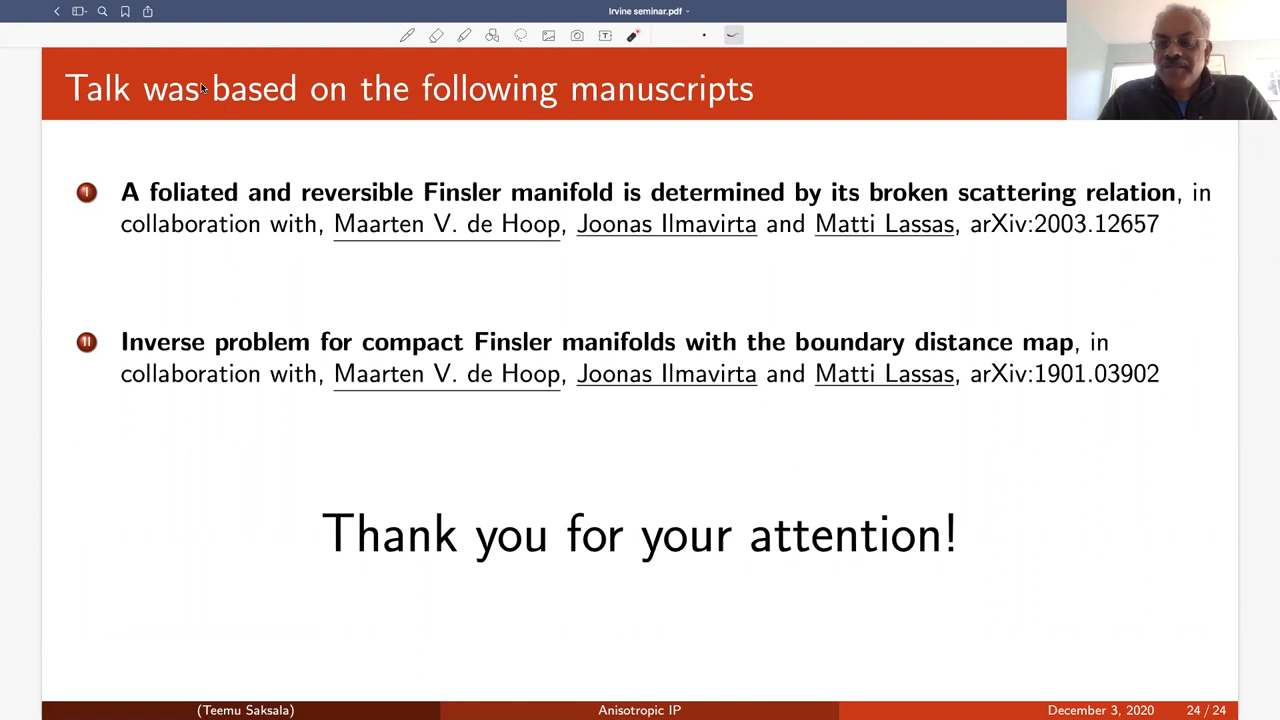 Irvine seminar.pdf
Talk was based on the following manuscripts
I A foliated and reversible Finsler manifold is determined by its broken scattering relation, in
collaboration with, Maarten V. de Hoop, Joonas Ilmavirta and Matti Lassas, arXiv:2003.12657
II Inverse problem for compact Finsler manifolds with the boundary distance map, in
collaboration with, Maarten V. de Hoop, Joonas Ilmavirta and Matti Lassas, arXiv:1901.03902
Thank you for your attention!
(Teemu Saksala) Anisotropic IP December 3, 2020 24 / 24